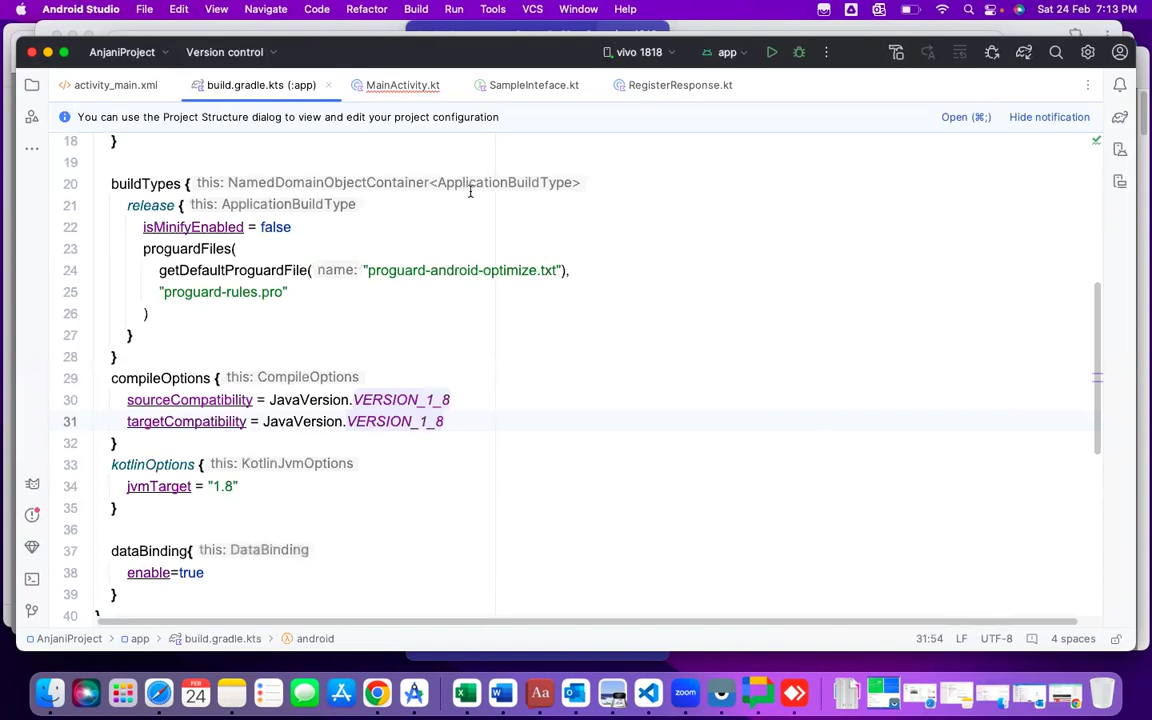 Android Studio File Edit View Navigate Code Refactor Build Run Tools VCS Window Help Sat 24 Feb 7:13 PM
AnjaniProject Version control vivo 1818 app
activity_main.xml build.gradle.kts (:app) MainActivity.kt SampleInteface.kt RegisterResponse.kt
You can use the Project Structure dialog to view and edit your project configuration Open (⌘;) Hide notification
18 }
19
20 buildTypes { this: NamedDomainObjectContainer<ApplicationBuildType>
21 release { this: ApplicationBuildType
22 isMinifyEnabled = false
23 proguardFiles(
24 getDefaultProguardFile( name: "proguard-android-optimize.txt"),
25 "proguard-rules.pro"
26 )
27 }
28 }
29 compileOptions { this: CompileOptions
30 sourceCompatibility = JavaVersion.VERSION_1_8
31 targetCompatibility = JavaVersion.VERSION_1_8
32 }
33 kotlinOptions { this: KotlinJvmOptions
34 jvmTarget = "1.8"
35 }
36
37 dataBinding{ this: DataBinding
38 enable=true
39 }
40 }
AnjaniProject > app > build.gradle.kts > android 31:54 LF UTF-8 4 spaces
FEB
24
zoom